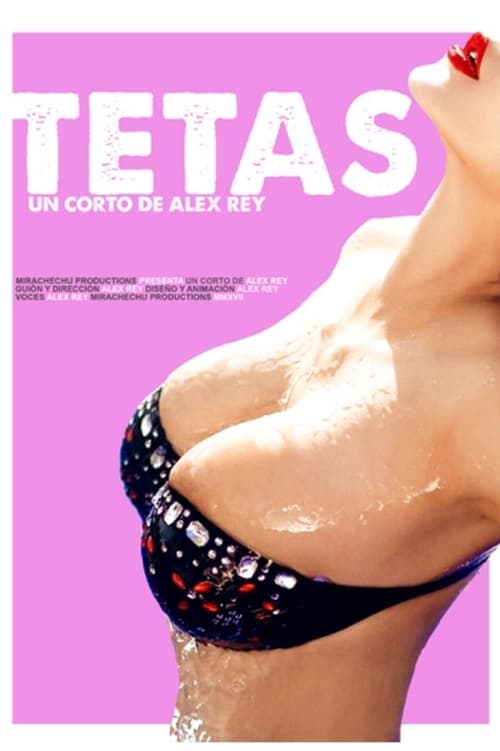 TETAS
UN CORTO DE ALEX REY
MIRACHECHU PRODUCTIONS PRESENTA UN CORTO DE ALEX REY
GUIÓN Y DIRECCIÓN ALEX REY DISEÑO Y ANIMACIÓN ALEX REY
VOCES ALEX REY MIRACHECHU PRODUCTIONS MMXVII